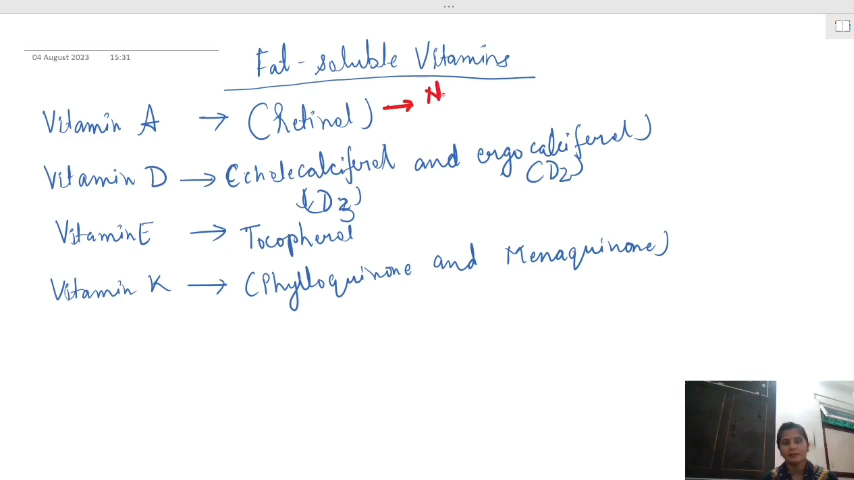 04 August 2023 15:31
Fat-soluble Vitamins
Vitamin A → (Retinol) → N
Vitamin D → (cholecalciferol and ergocalciferol)
(D3) (D2)
Vitamin E → Tocopherol
Vitamin K → (Phylloquinone and Menaquinone)